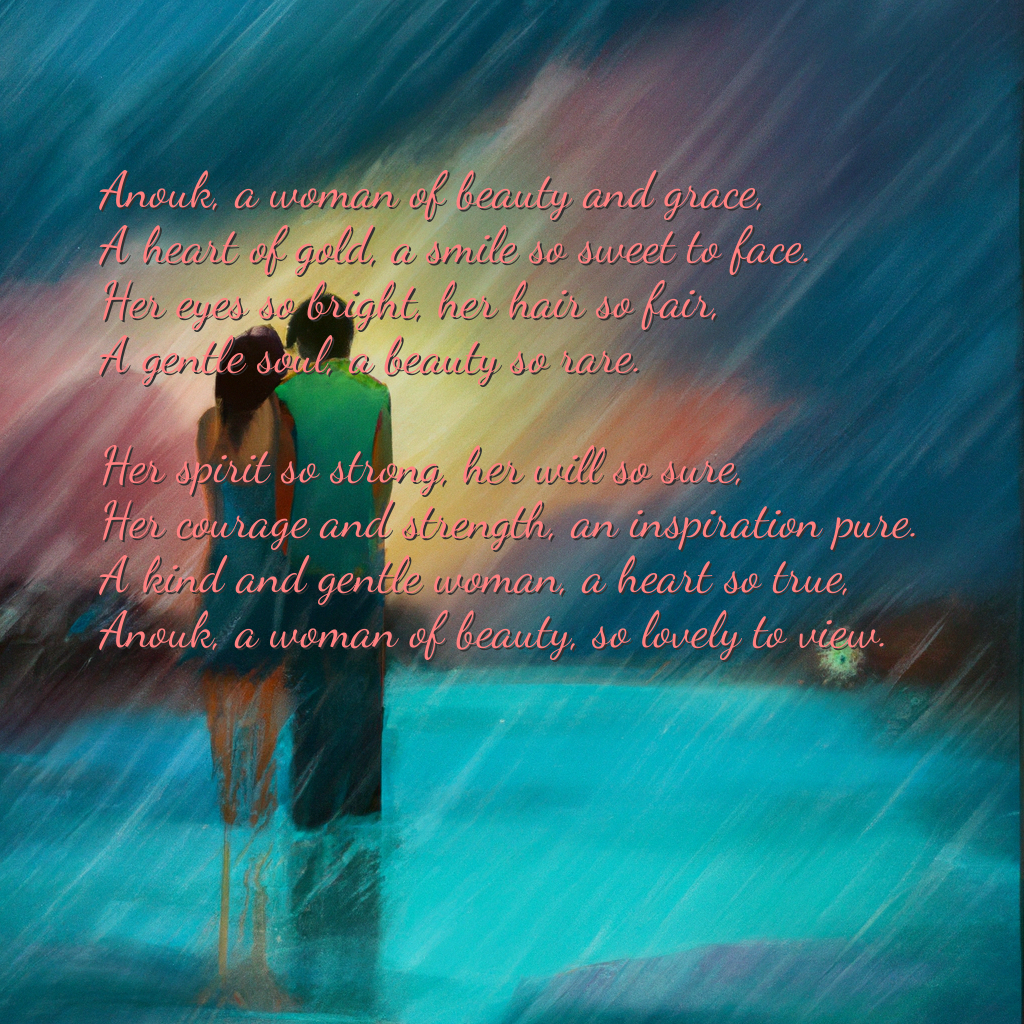 Anouk, a woman of beauty and grace,
A heart of gold, a smile so sweet to face.
Her eyes so bright, her hair so fair,
A gentle soul, a beauty so rare.
Her spirit so strong, her will so sure,
Her courage and strength, an inspiration pure.
A kind and gentle woman, a heart so true,
Anouk, a woman of beauty, so lovely to view.